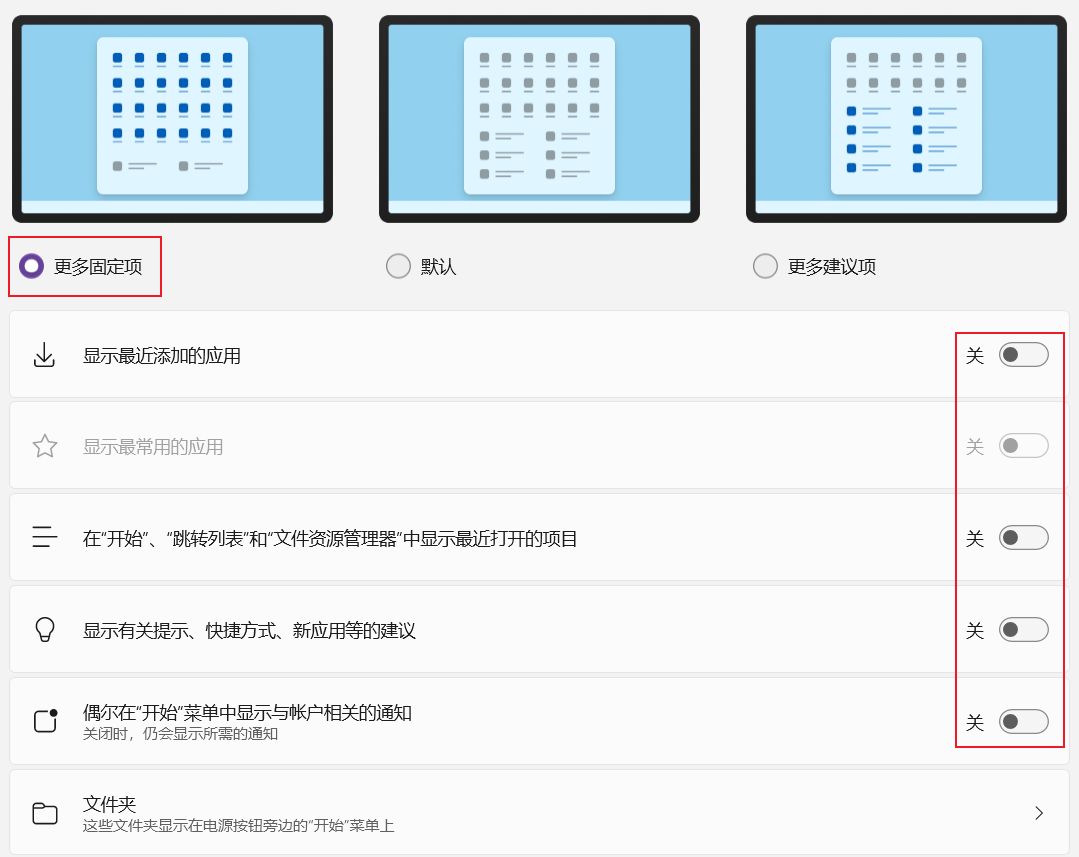 更多固定项
默认
更多建议项
显示最近添加的应用
关
显示最常用的应用
关
在“开始”、“跳转列表”和“文件资源管理器”中显示最近打开的项目
关
显示有关提示、快捷方式、新应用等的建议
关
偶尔在“开始”菜单中显示与帐户相关的通知
关闭时，仍会显示所需的通知
关
文件夹
这些文件夹显示在电源按钮旁边的“开始”菜单上